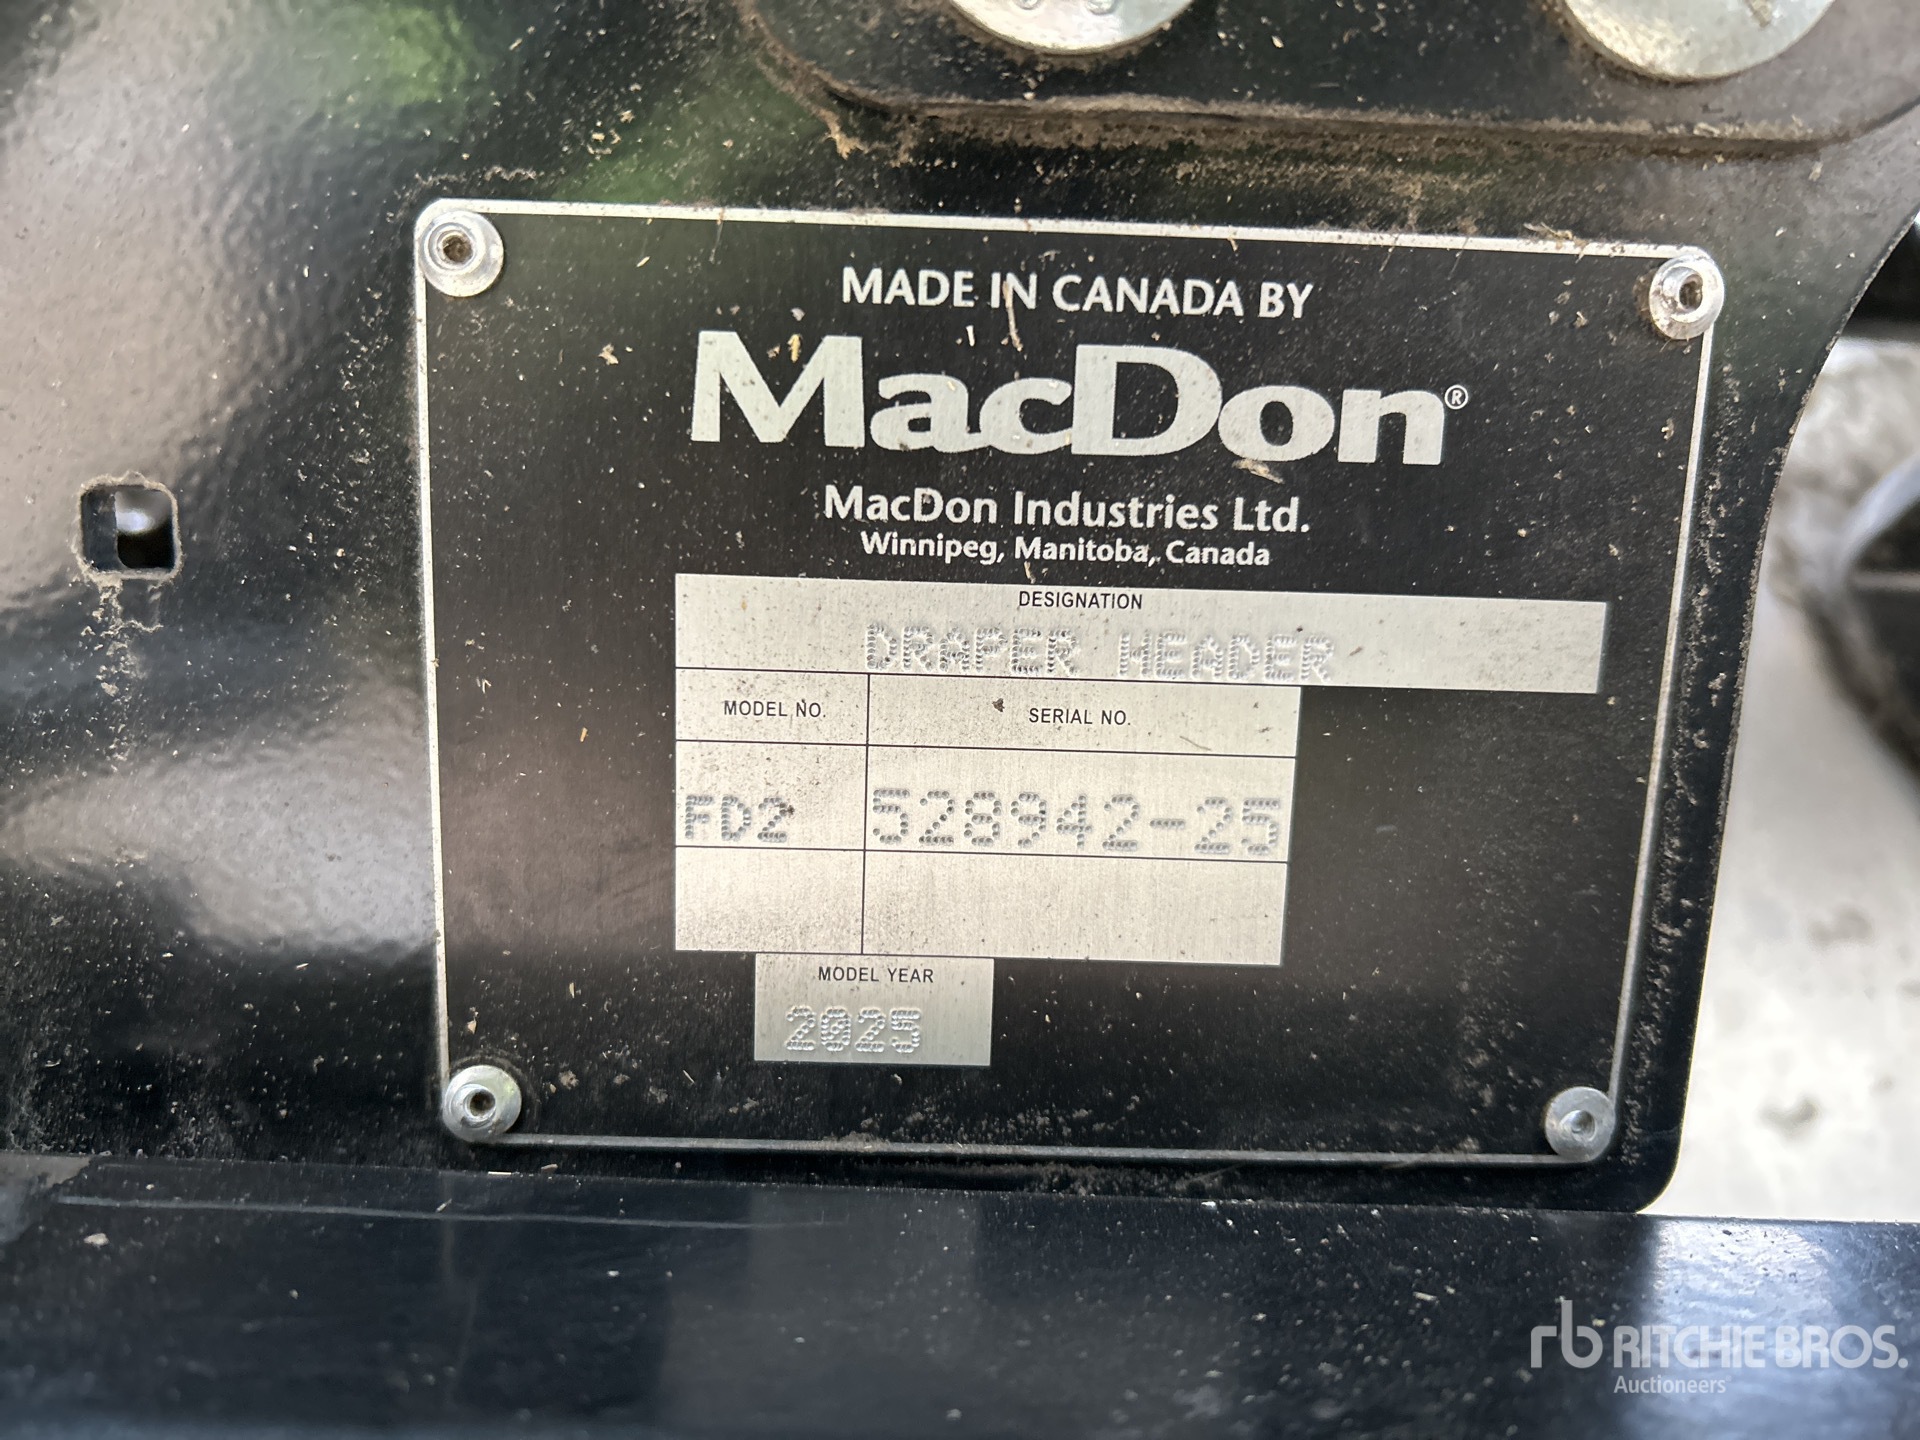 MADE IN CANADA BY
MacDon®
MacDon Industries Ltd.
Winnipeg, Manitoba, Canada
DESIGNATION
DRAPER HEADER
MODEL NO. SERIAL NO.
FD2 528942-25
MODEL YEAR
2025
rb RITCHIE BROS.
Auctioneers